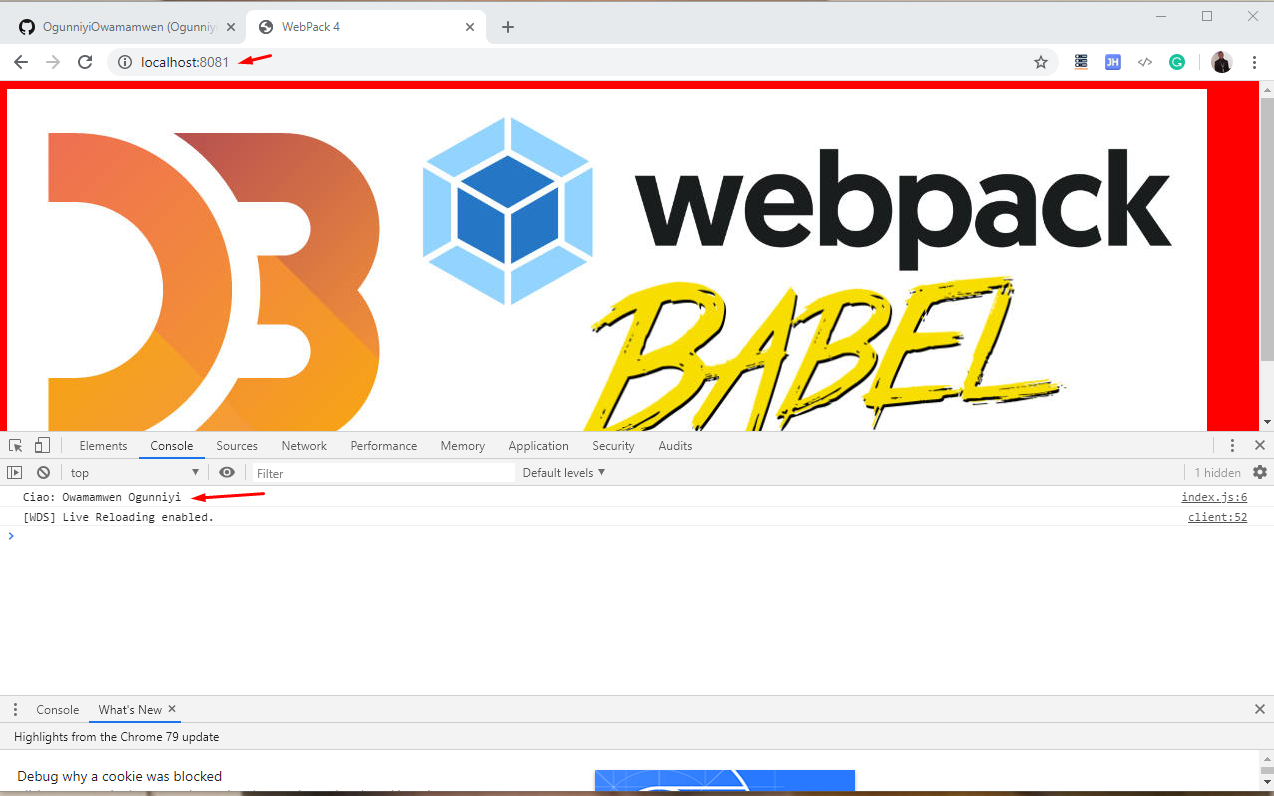 OgunniyiOwamamwen (Ogunniy
WebPack 4
localhost:8081
JH
webpack
BABEL
Elements Console Sources Network Performance Memory Application Security Audits
top Filter Default levels 1 hidden
Ciao: Owamamwen Ogunniyi index.js:6
[WDS] Live Reloading enabled. client:52
Console What's New
Highlights from the Chrome 79 update
Debug why a cookie was blocked